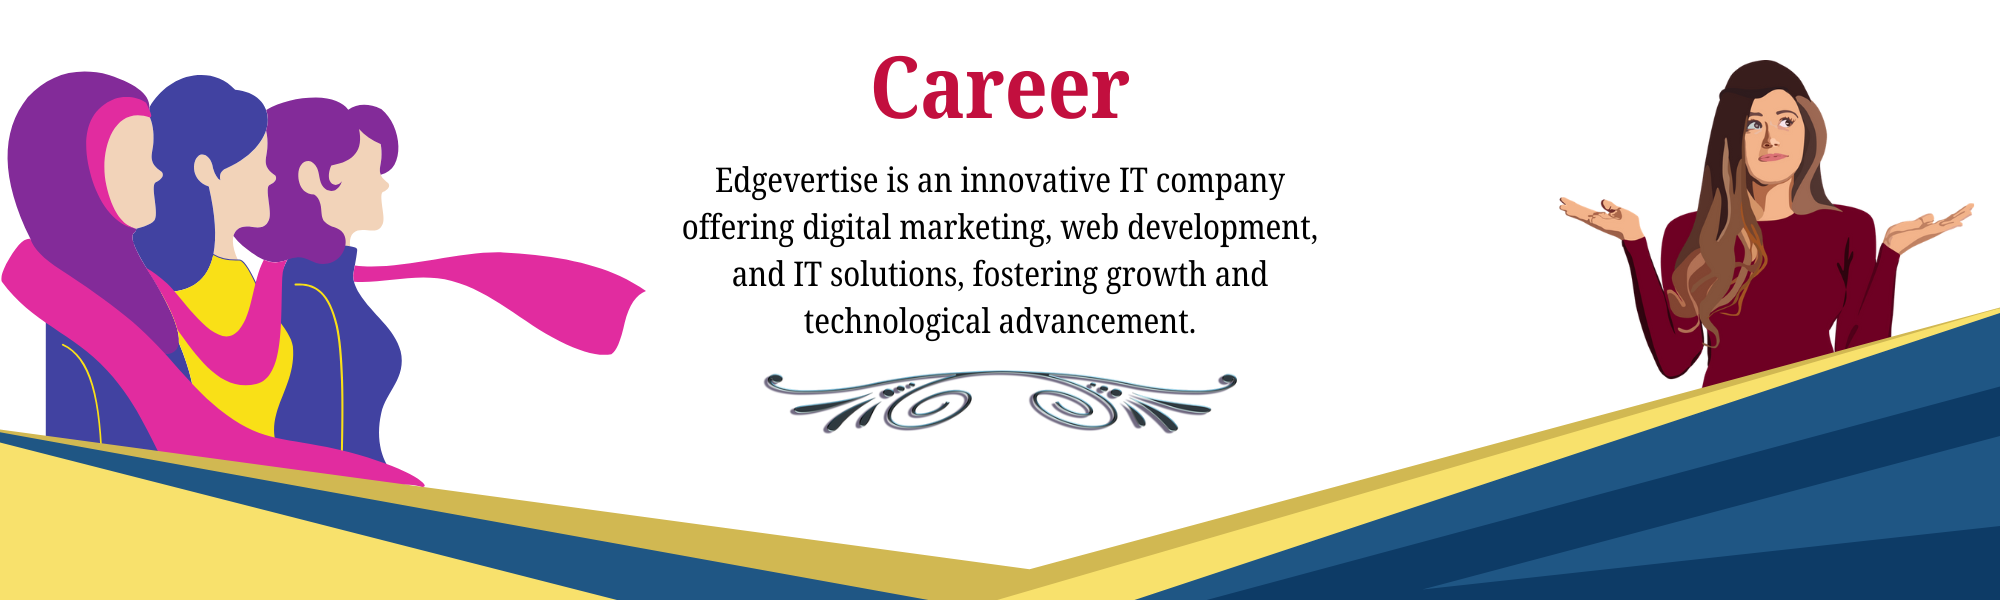 Career
Edgevertise is an innovative IT company
offering digital marketing, web development,
and IT solutions, fostering growth and
technological advancement.